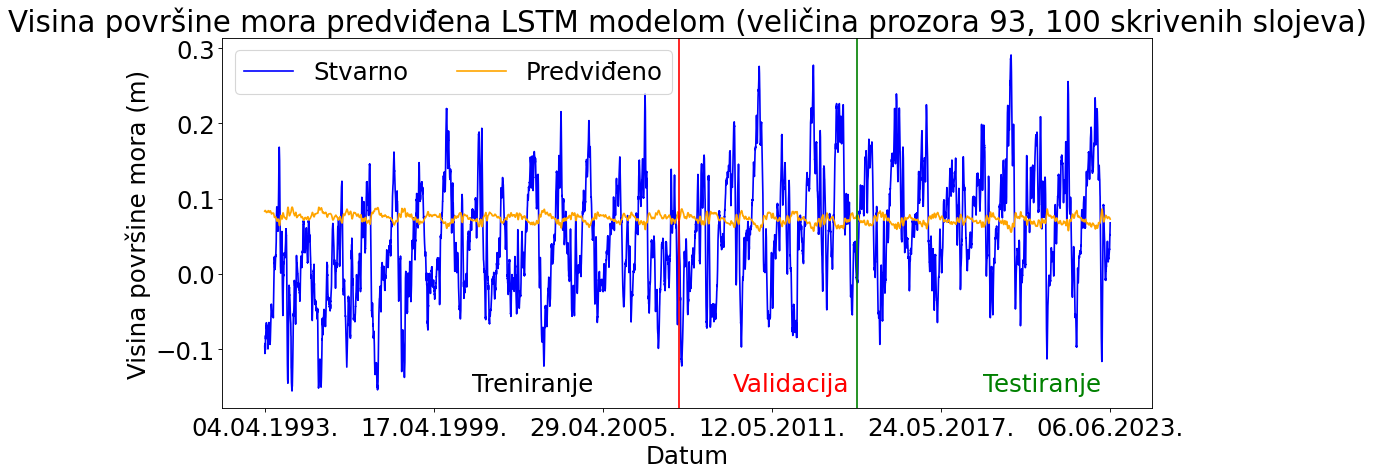 Visina površine mora predviđena LSTM modelom (veličina prozora 93, 100 skrivenih slojeva)
Stvarno Predviđeno
Visina površine mora (m)
0.3
0.2
0.1
0.0
−0.1
Treniranje Validacija Testiranje
04.04.1993. 17.04.1999. 29.04.2005. 12.05.2011. 24.05.2017. 06.06.2023.
Datum